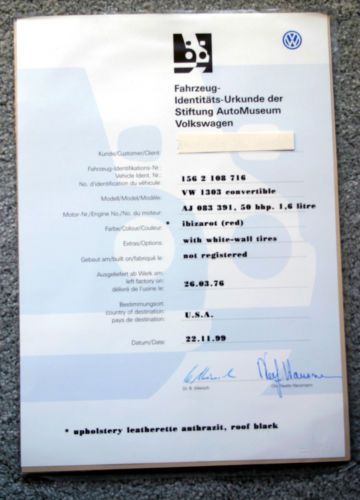 Fahrzeug-
Identitäts-Urkunde der
Stiftung AutoMuseum
Volkswagen
Kunde/Customer/Client:
Fahrzeug-Identifikations-Nr.:
Vehicle Ident. Nr.:
No. d'identification du véhicule:
156 2 108 716
Modell/Model/Modèle:
VW 1303 convertible
Motor-Nr/Engine No./No. du moteur
AJ 083 391, 50 bhp. 1,6 litre
Farbe/Colour/Couleur:
* ibizarot (red)
Extras/Options:
with white-wall tires
Gebaut am/built on/fabriqué le:
not registered
Ausgeliefert ab Werk am:
left factory on:
délivré de l'usine le:
26.03.76
Bestimmungsort:
country of destination:
pays de destination:
U.S.A.
Datum/Date:
22.11.99
* upholstery leatherette anthrazit, roof black